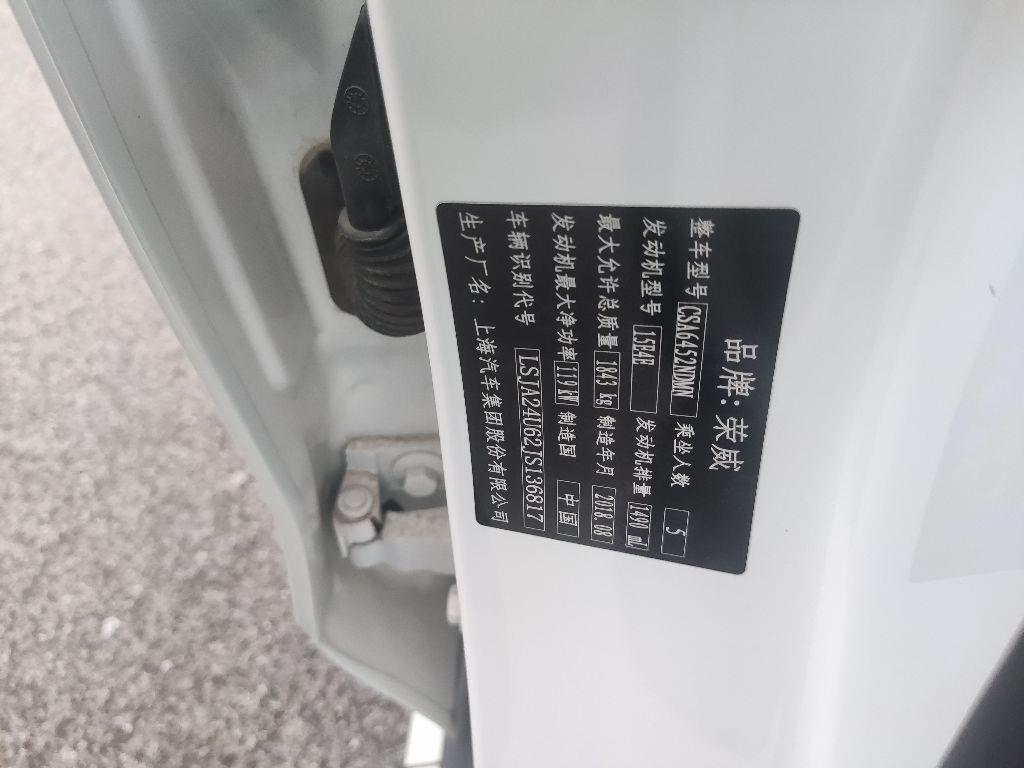 品牌: 荣威
整车型号 CSA6452NDMN 乘坐人数 5
发动机型号 15E4E 发动机排量 1490 mL
最大允许总质量 1843 kg 制造年月 2018.08
发动机最大净功率 119 kW 制造国 中国
车辆识别代号 LSJA24U62JS136817
生产厂名: 上海汽车集团股份有限公司